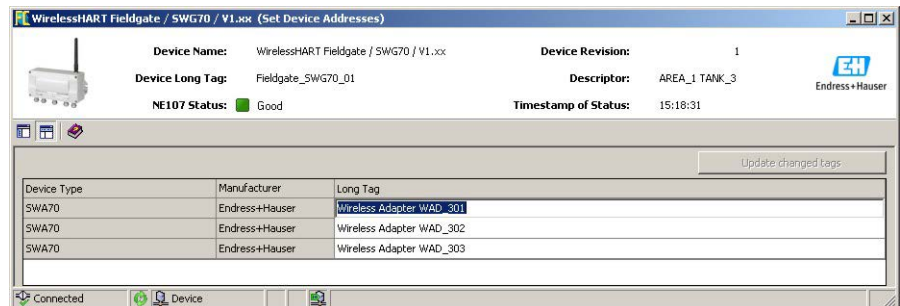 WirelessHART Fieldgate / SWG70 / V1.xx (Set Device Addresses)
Device Name: WirelessHART Fieldgate / SWG70 / V1.xx Device Revision: 1
Device Long Tag: Fieldgate_SWG70_01 Descriptor: AREA_1 TANK_3
NE107 Status: Good Timestamp of Status: 15:18:31
EH
Endress+Hauser
Update changed tags
Device Type Manufacturer Long Tag
SWA70 Endress+Hauser Wireless Adapter WAD_301
SWA70 Endress+Hauser Wireless Adapter WAD_302
SWA70 Endress+Hauser Wireless Adapter WAD_303
Connected Device